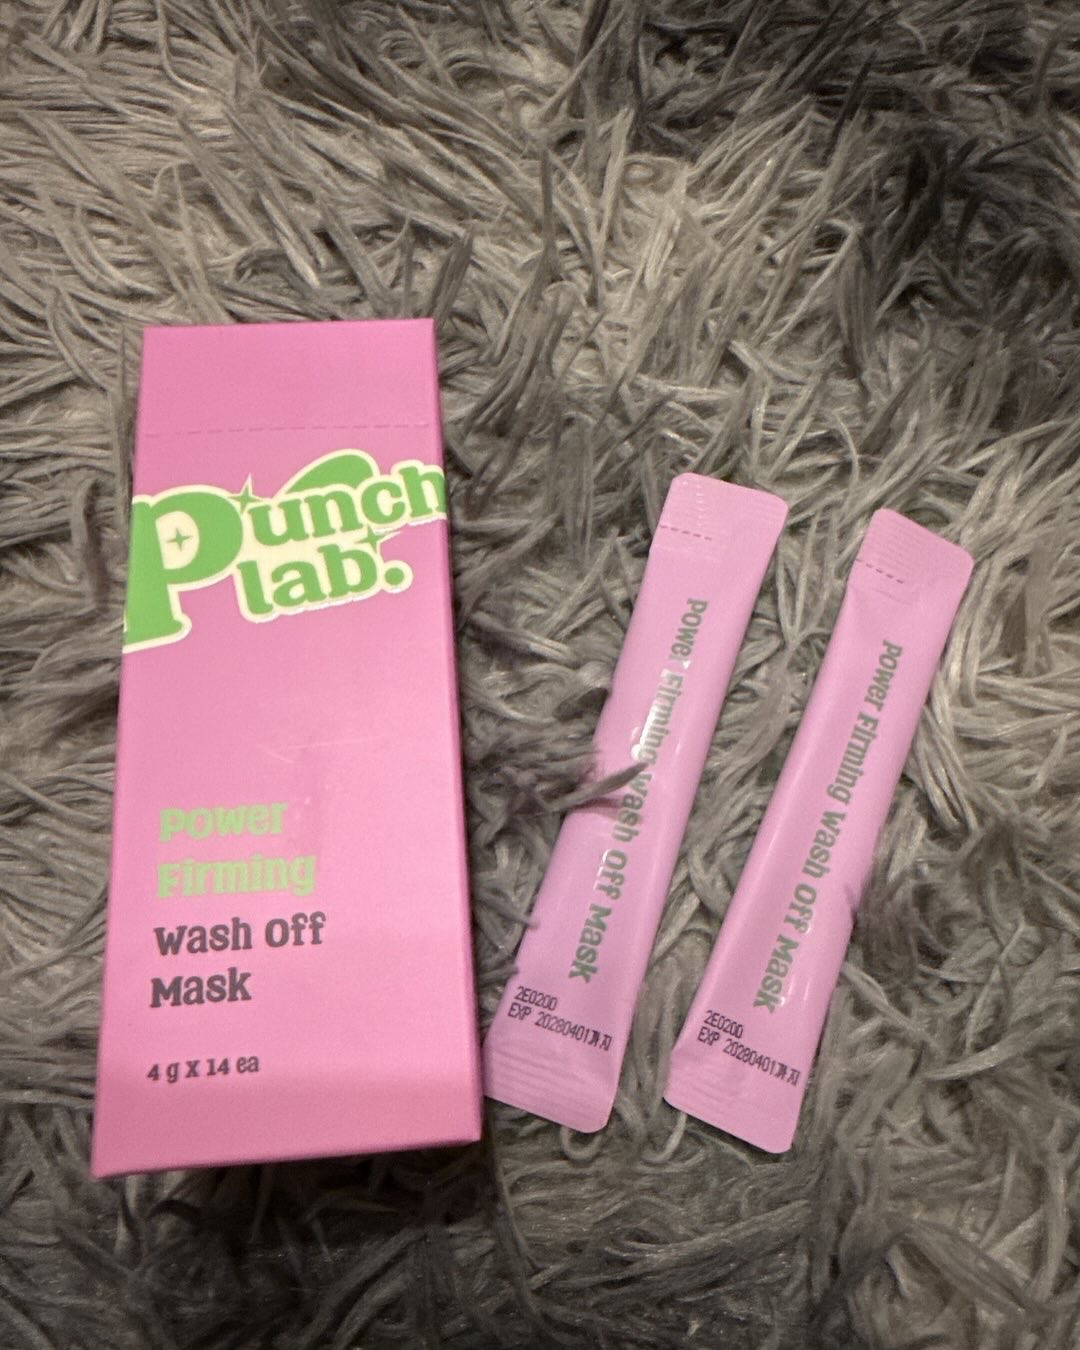 Punch
lab.
Power
Firming
Wash Off
Mask
4 g X 14 ea
Power Firming Wash Off Mask
2E0200
EXP 20280401까지
Power Firming Wash Off Mask
2E0200
EXP 20280401까지